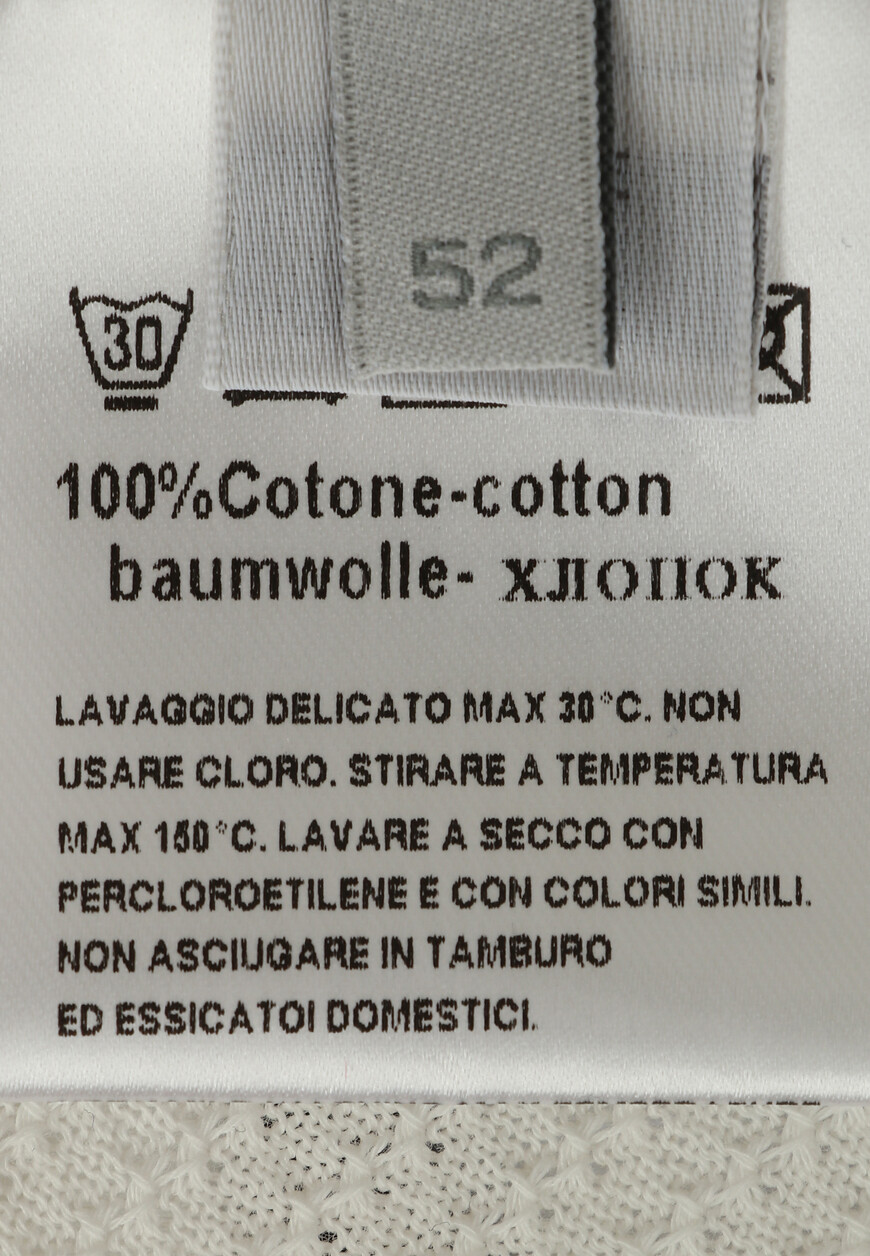 52
30
100%Cotone-cotton
baumwolle- хлопок
LAVAGGIO DELICATO MAX 30°C. NON
USARE CLORO. STIRARE A TEMPERATURA
MAX 150°C. LAVARE A SECCO CON
PERCLOROETILENE E CON COLORI SIMILI.
NON ASCIUGARE IN TAMBURO
ED ESSICATOI DOMESTICI.